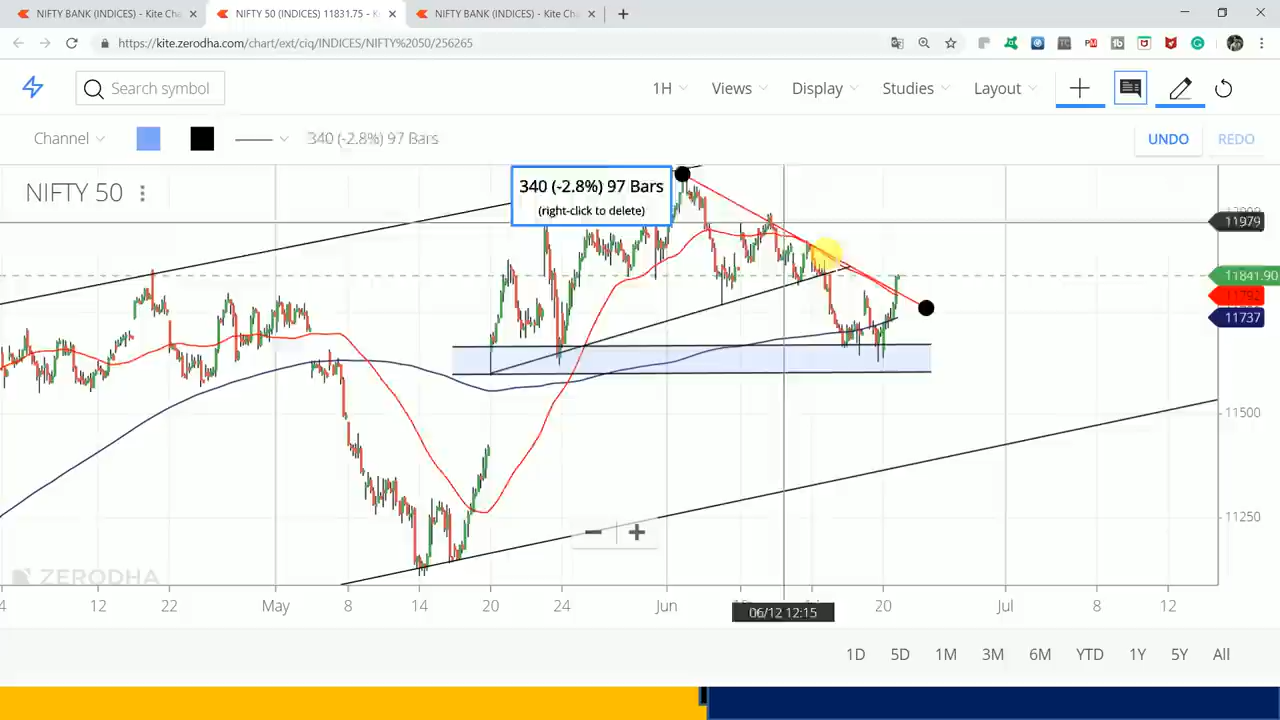 NIFTY BANK (INDICES) - Kite Cha
NIFTY 50 (INDICES) 11831.75 - K
NIFTY BANK (INDICES) - Kite Cha
https://kite.zerodha.com/chart/ext/ciq/INDICES/NIFTY%2050/256265
Search symbol
1H
Views
Display
Studies
Layout
Channel
340 (-2.8%) 97 Bars
UNDO
REDO
NIFTY 50
340 (-2.8%) 97 Bars
(right-click to delete)
11979
11841.90
11792
11737
11500
11250
ZERODHA
4
12
22
May
8
14
20
24
Jun
06/12 12:15
20
Jul
8
12
1D
5D
1M
3M
6M
YTD
1Y
5Y
All